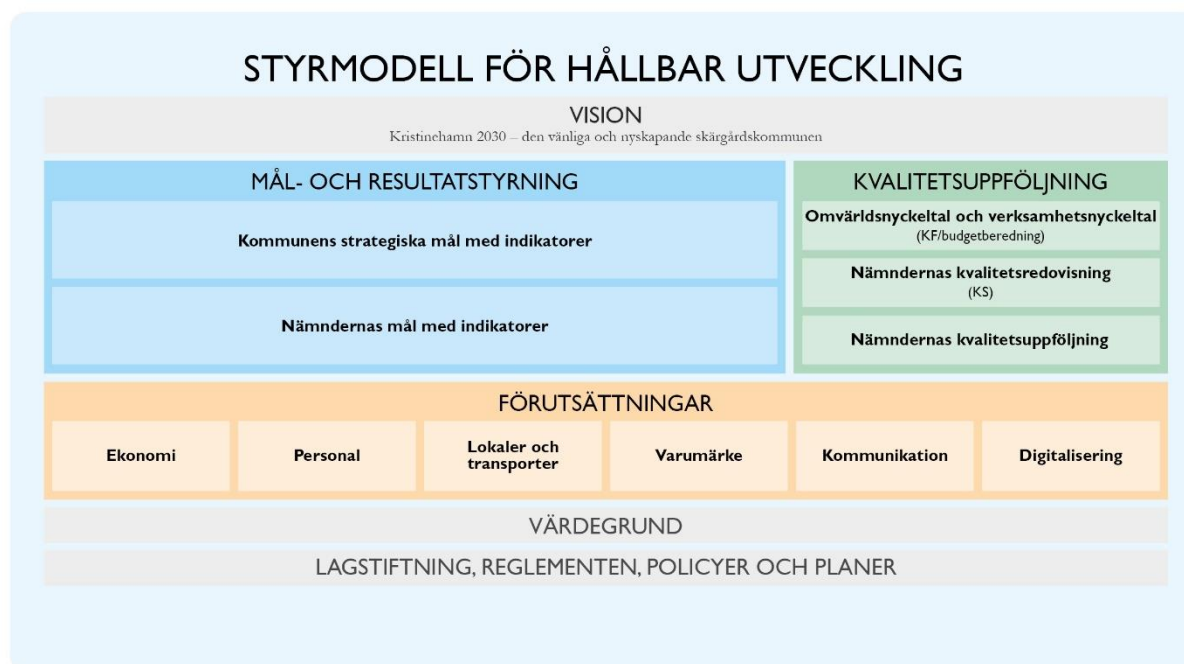 STYRMODELL FÖR HÅLLBAR UTVECKLING
VISION
Kristinehamn 2030 – den vänliga och nyskapande skärgårdskommunen
MÅL- OCH RESULTATSTYRNING
Kommunens strategiska mål med indikatorer
Nämndernas mål med indikatorer
KVALITETSUPPFÖLJNING
Omvärldsnyckeltal och verksamhetsnyckeltal
(KF/budgetberedning)
Nämndernas kvalitetsredovisning
(KS)
Nämndernas kvalitetsuppföljning
FÖRUTSÄTTNINGAR
Ekonomi
Personal
Lokaler och
transporter
Varumärke
Kommunikation
Digitalisering
VÄRDEGRUND
LAGSTIFTNING, REGLEMENTEN, POLICYER OCH PLANER